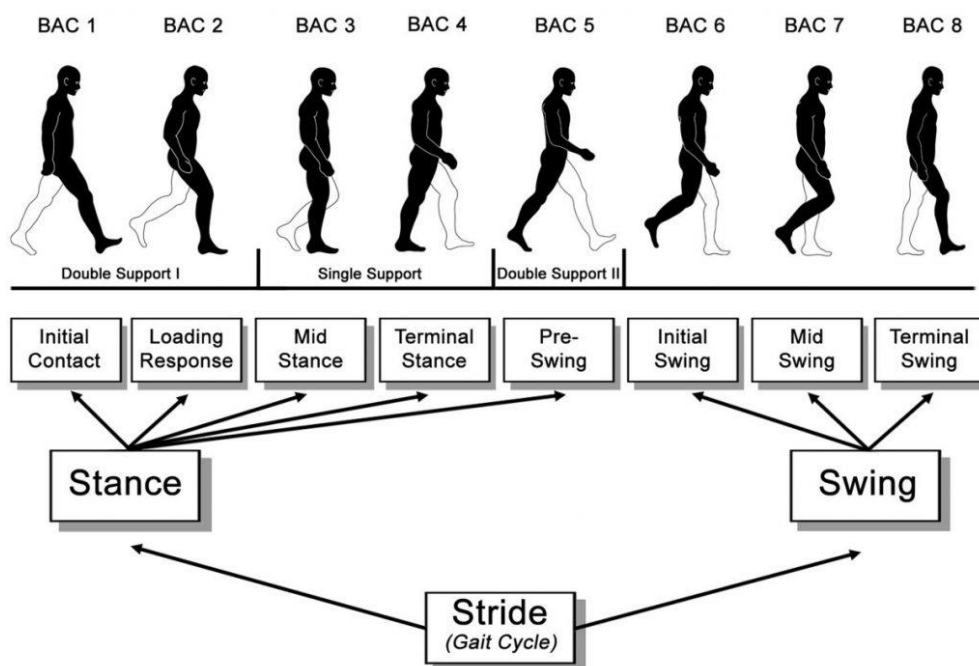 BAC 1 BAC 2 BAC 3 BAC 4 BAC 5 BAC 6 BAC 7 BAC 8
Double Support I Single Support Double Support II
Initial Contact
Loading Response
Mid Stance
Terminal Stance
Pre-Swing
Initial Swing
Mid Swing
Terminal Swing
Stance Swing
Stride
(Gait Cycle)